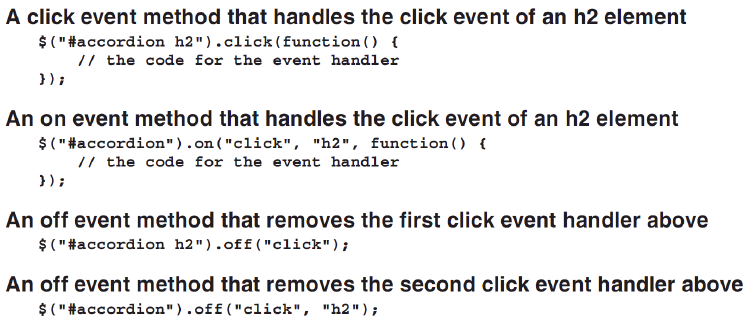 A click event method that handles the click event of an h2 element
$("#accordion h2").click(function() {
// the code for the event handler
});
An on event method that handles the click event of an h2 element
$("#accordion").on("click", "h2", function() {
// the code for the event handler
});
An off event method that removes the first click event handler above
$("#accordion h2").off("click");
An off event method that removes the second click event handler above
$("#accordion").off("click", "h2");